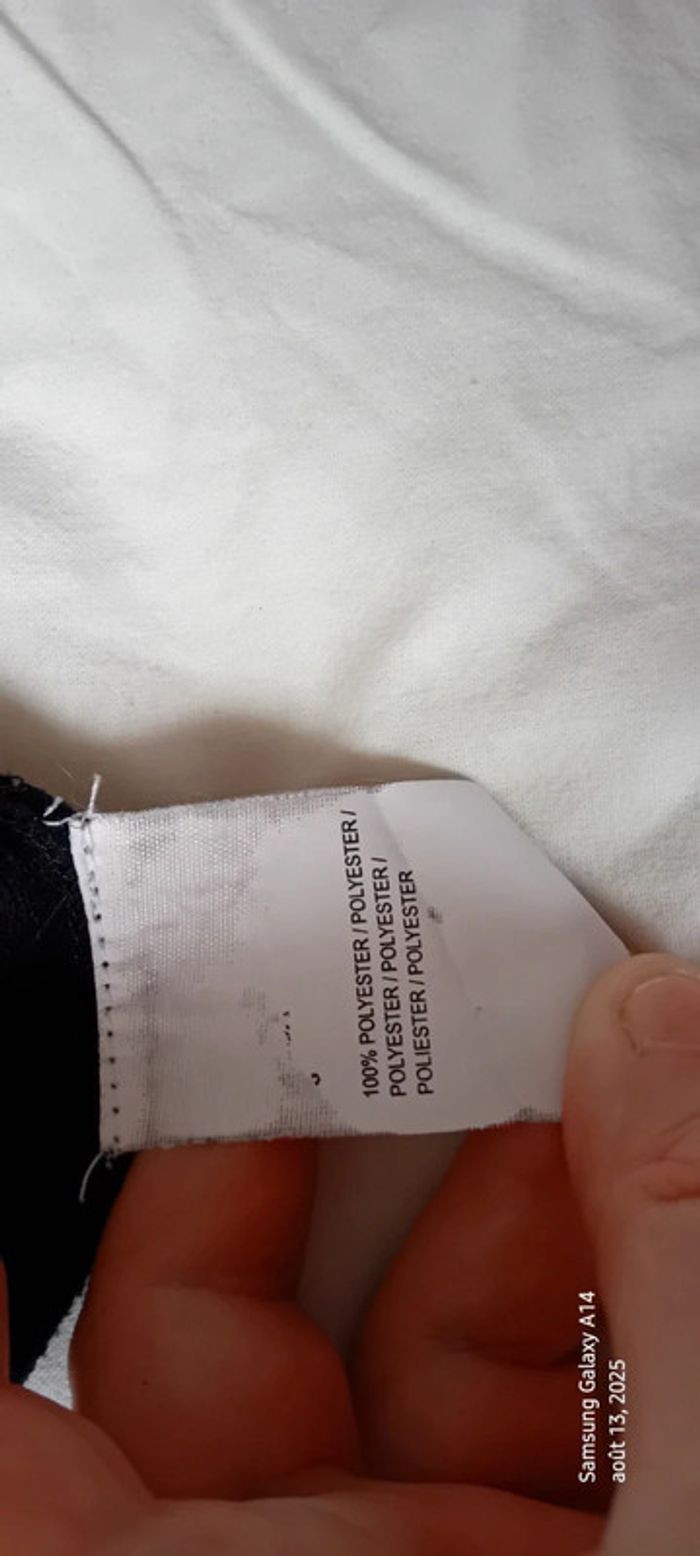 100% POLYESTER / POLYESTER /
POLYESTER / POLYESTER /
POLIESTER / POLYESTER
Samsung Galaxy A14
août 13, 2025